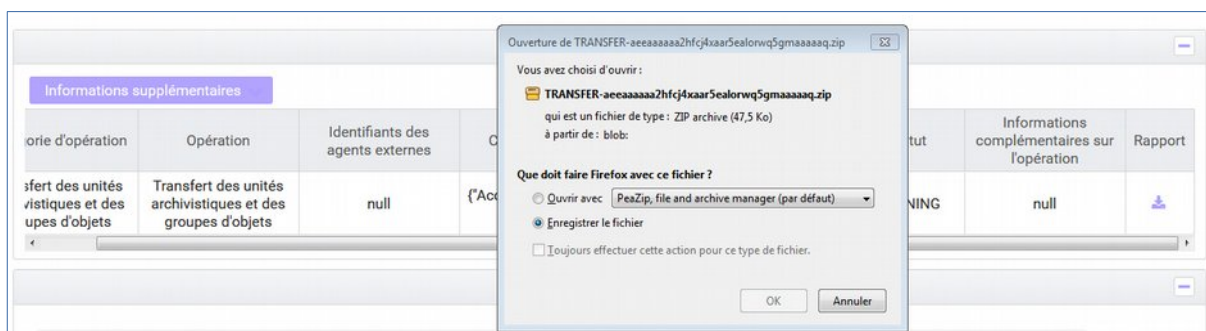 Ouverture de TRANSFER-aeeaaaaaa2hfcj4xaar5ealorwq5gmaaaaaq.zip
Informations supplémentaires
orie d'opération
Opération
Identifiants des
agents externes
C
tut
Informations
complémentaires sur
l'opération
Rapport
sfert des unités
vistiques et des
upes d'objets
Transfert des unités
archivistiques et des
groupes d'objets
null
{"Acc
NING
null
Vous avez choisi d'ouvrir :
TRANSFER-aeeaaaaaa2hfcj4xaar5ealorwq5gmaaaaaq.zip
qui est un fichier de type : ZIP archive (47,5 Ko)
à partir de : blob:
Que doit faire Firefox avec ce fichier ?
Ouvrir avec PeaZip, file and archive manager (par défaut)
Enregistrer le fichier
Toujours effectuer cette action pour ce type de fichier.
OK Annuler